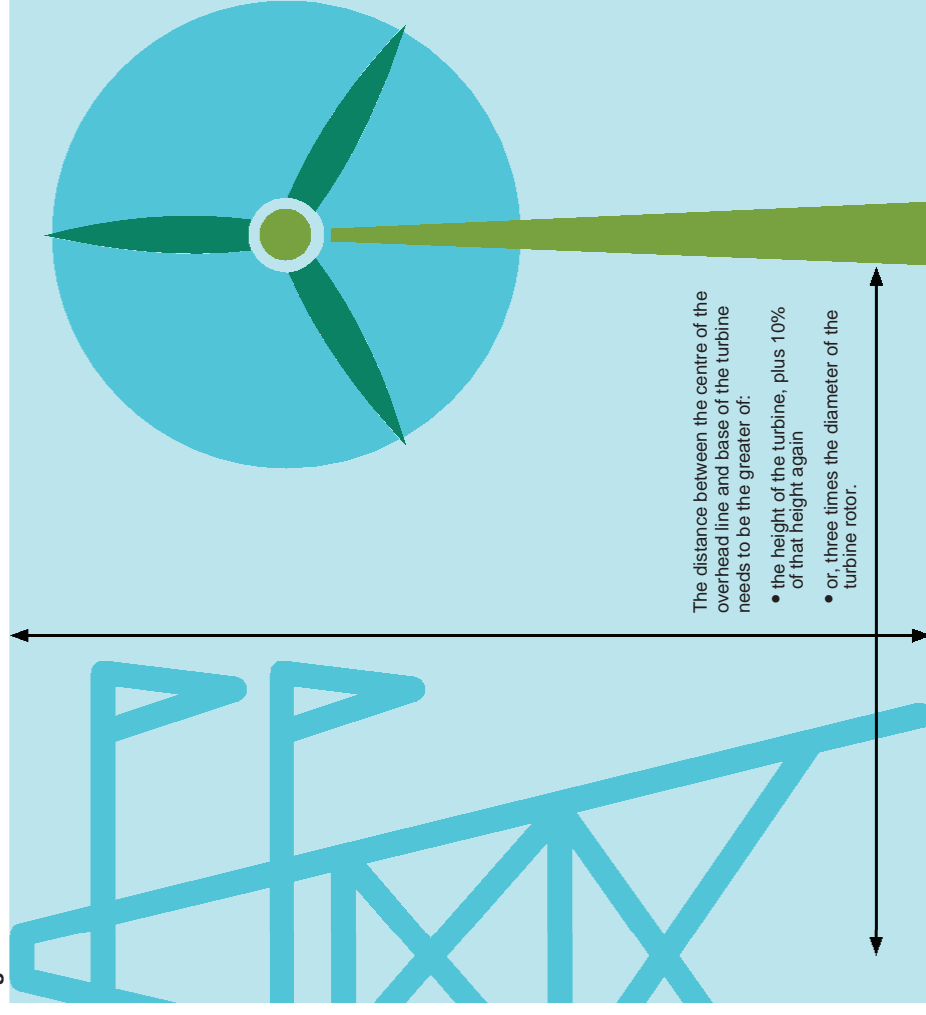 The distance between the centre of the
overhead line and base of the turbine
needs to be the greater of:
• the height of the turbine, plus 10%
of that height again
• or, three times the diameter of the
turbine rotor.